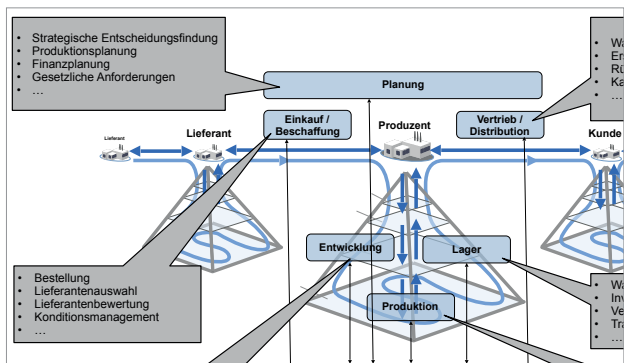 • Strategische Entscheidungsfindung
• Produktionsplanung
• Finanzplanung
• Gesetzliche Anforderungen
• …
Planung
Einkauf /
Beschaffung
Vertrieb /
Distribution
Lieferant
Lieferant
Produzent
Kunde
Entwicklung
Lager
Produktion
• Bestellung
• Lieferantenauswahl
• Lieferantenbewertung
• Konditionsmanagement
• …